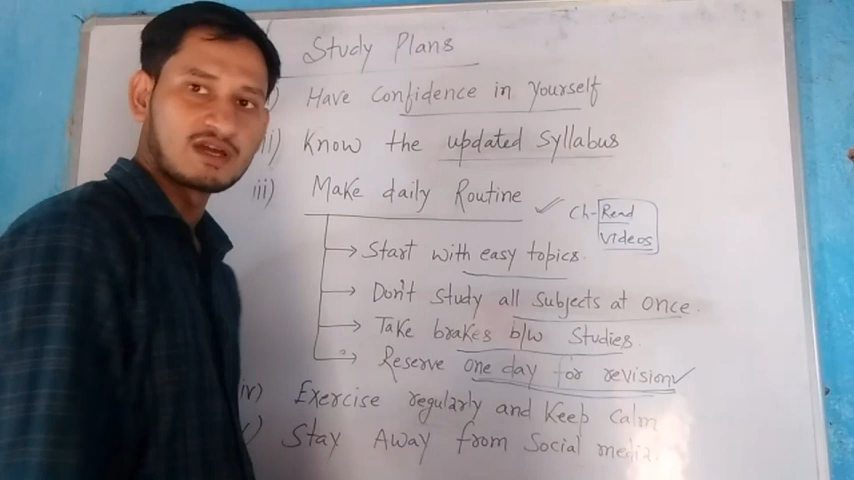 Study Plans
) Have Confidence in Yourself
ii) Know the updated Syllabus
iii) Make daily Routine ✓
Ch- Read
Videos
→ Start with easy topics.
→ Don't Study all Subjects at once.
→ Take brakes b/w Studies.
→ Reserve one day for revision ✓
iv) Exercise regularly and Keep Calm
v) Stay Away from Social media.